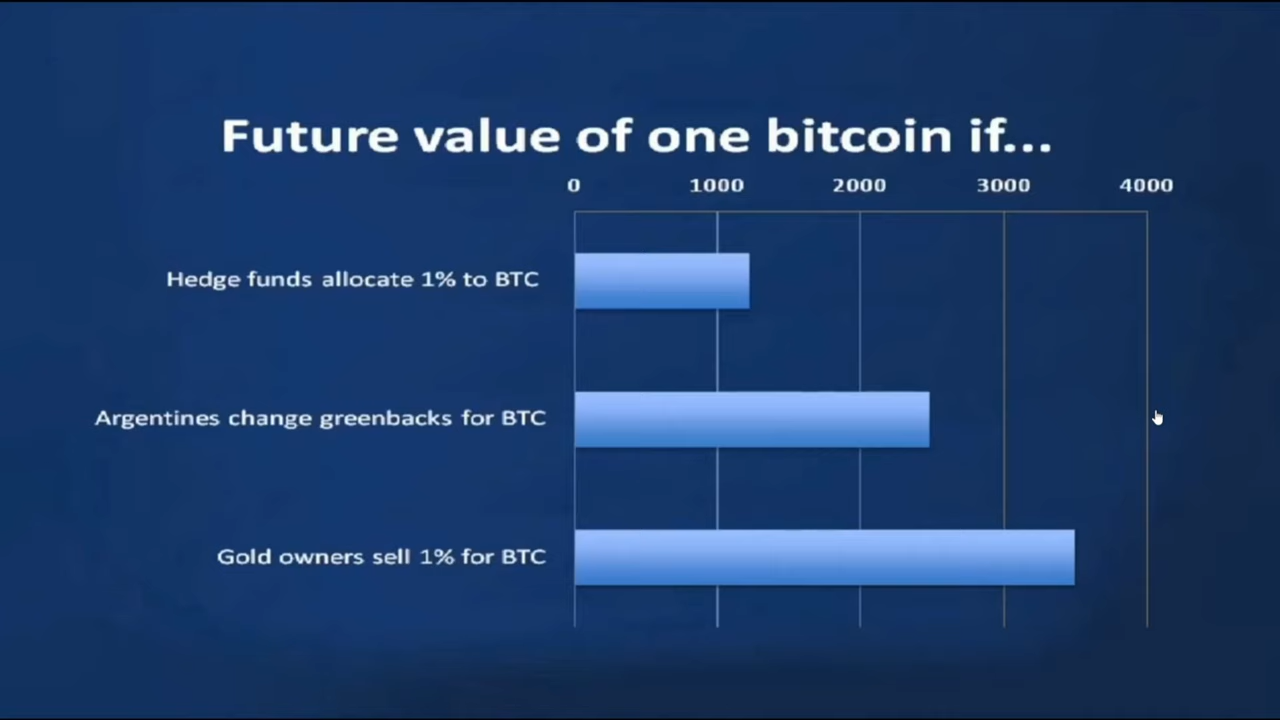 Future value of one bitcoin if...
0 1000 2000 3000 4000
Hedge funds allocate 1% to BTC
Argentines change greenbacks for BTC
Gold owners sell 1% for BTC